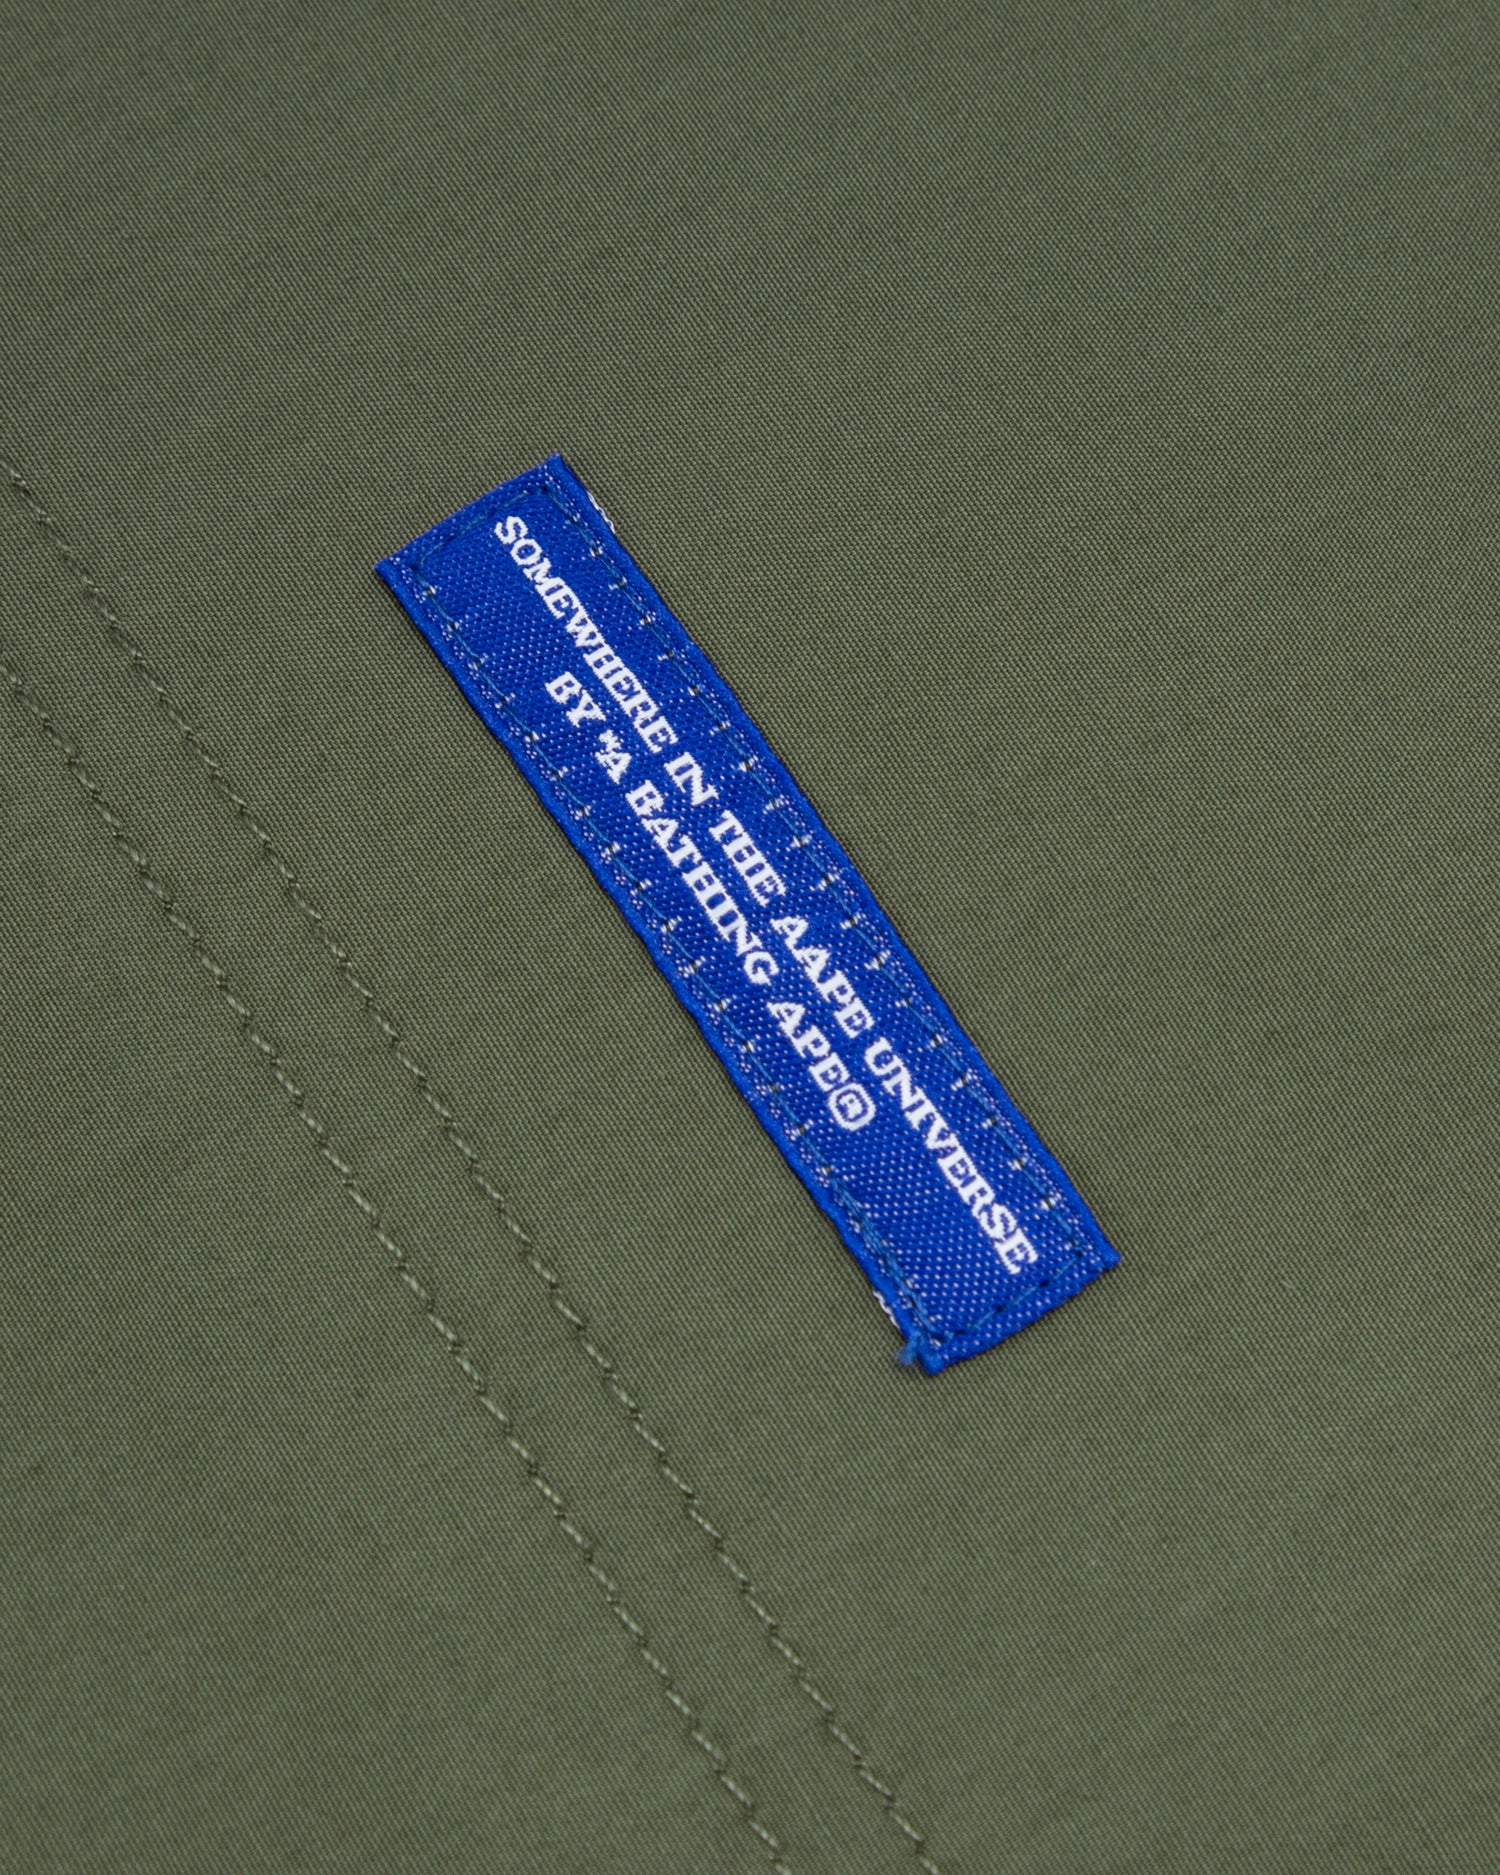 SOMEWHERE IN THE AAPE UNIVERSE
BY "A BATHING APE®